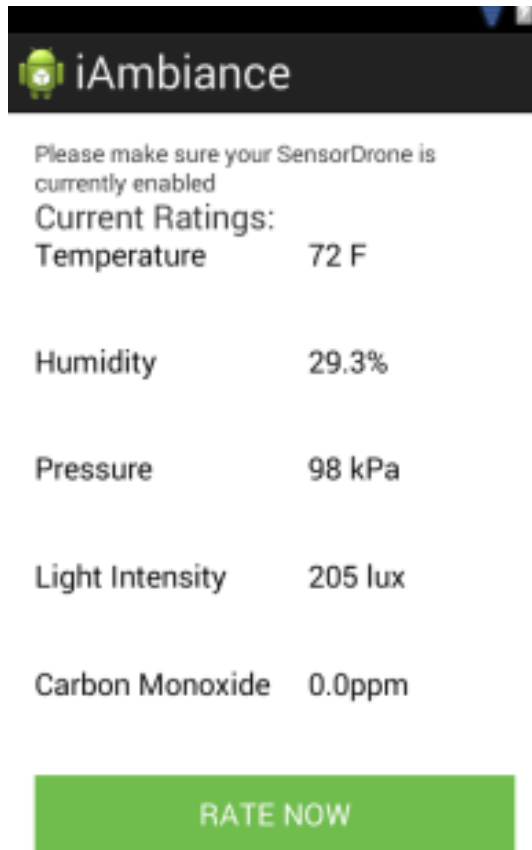 iAmbiance
Please make sure your SensorDrone is
currently enabled
Current Ratings:
Temperature 72 F
Humidity 29.3%
Pressure 98 kPa
Light Intensity 205 lux
Carbon Monoxide 0.0ppm
RATE NOW